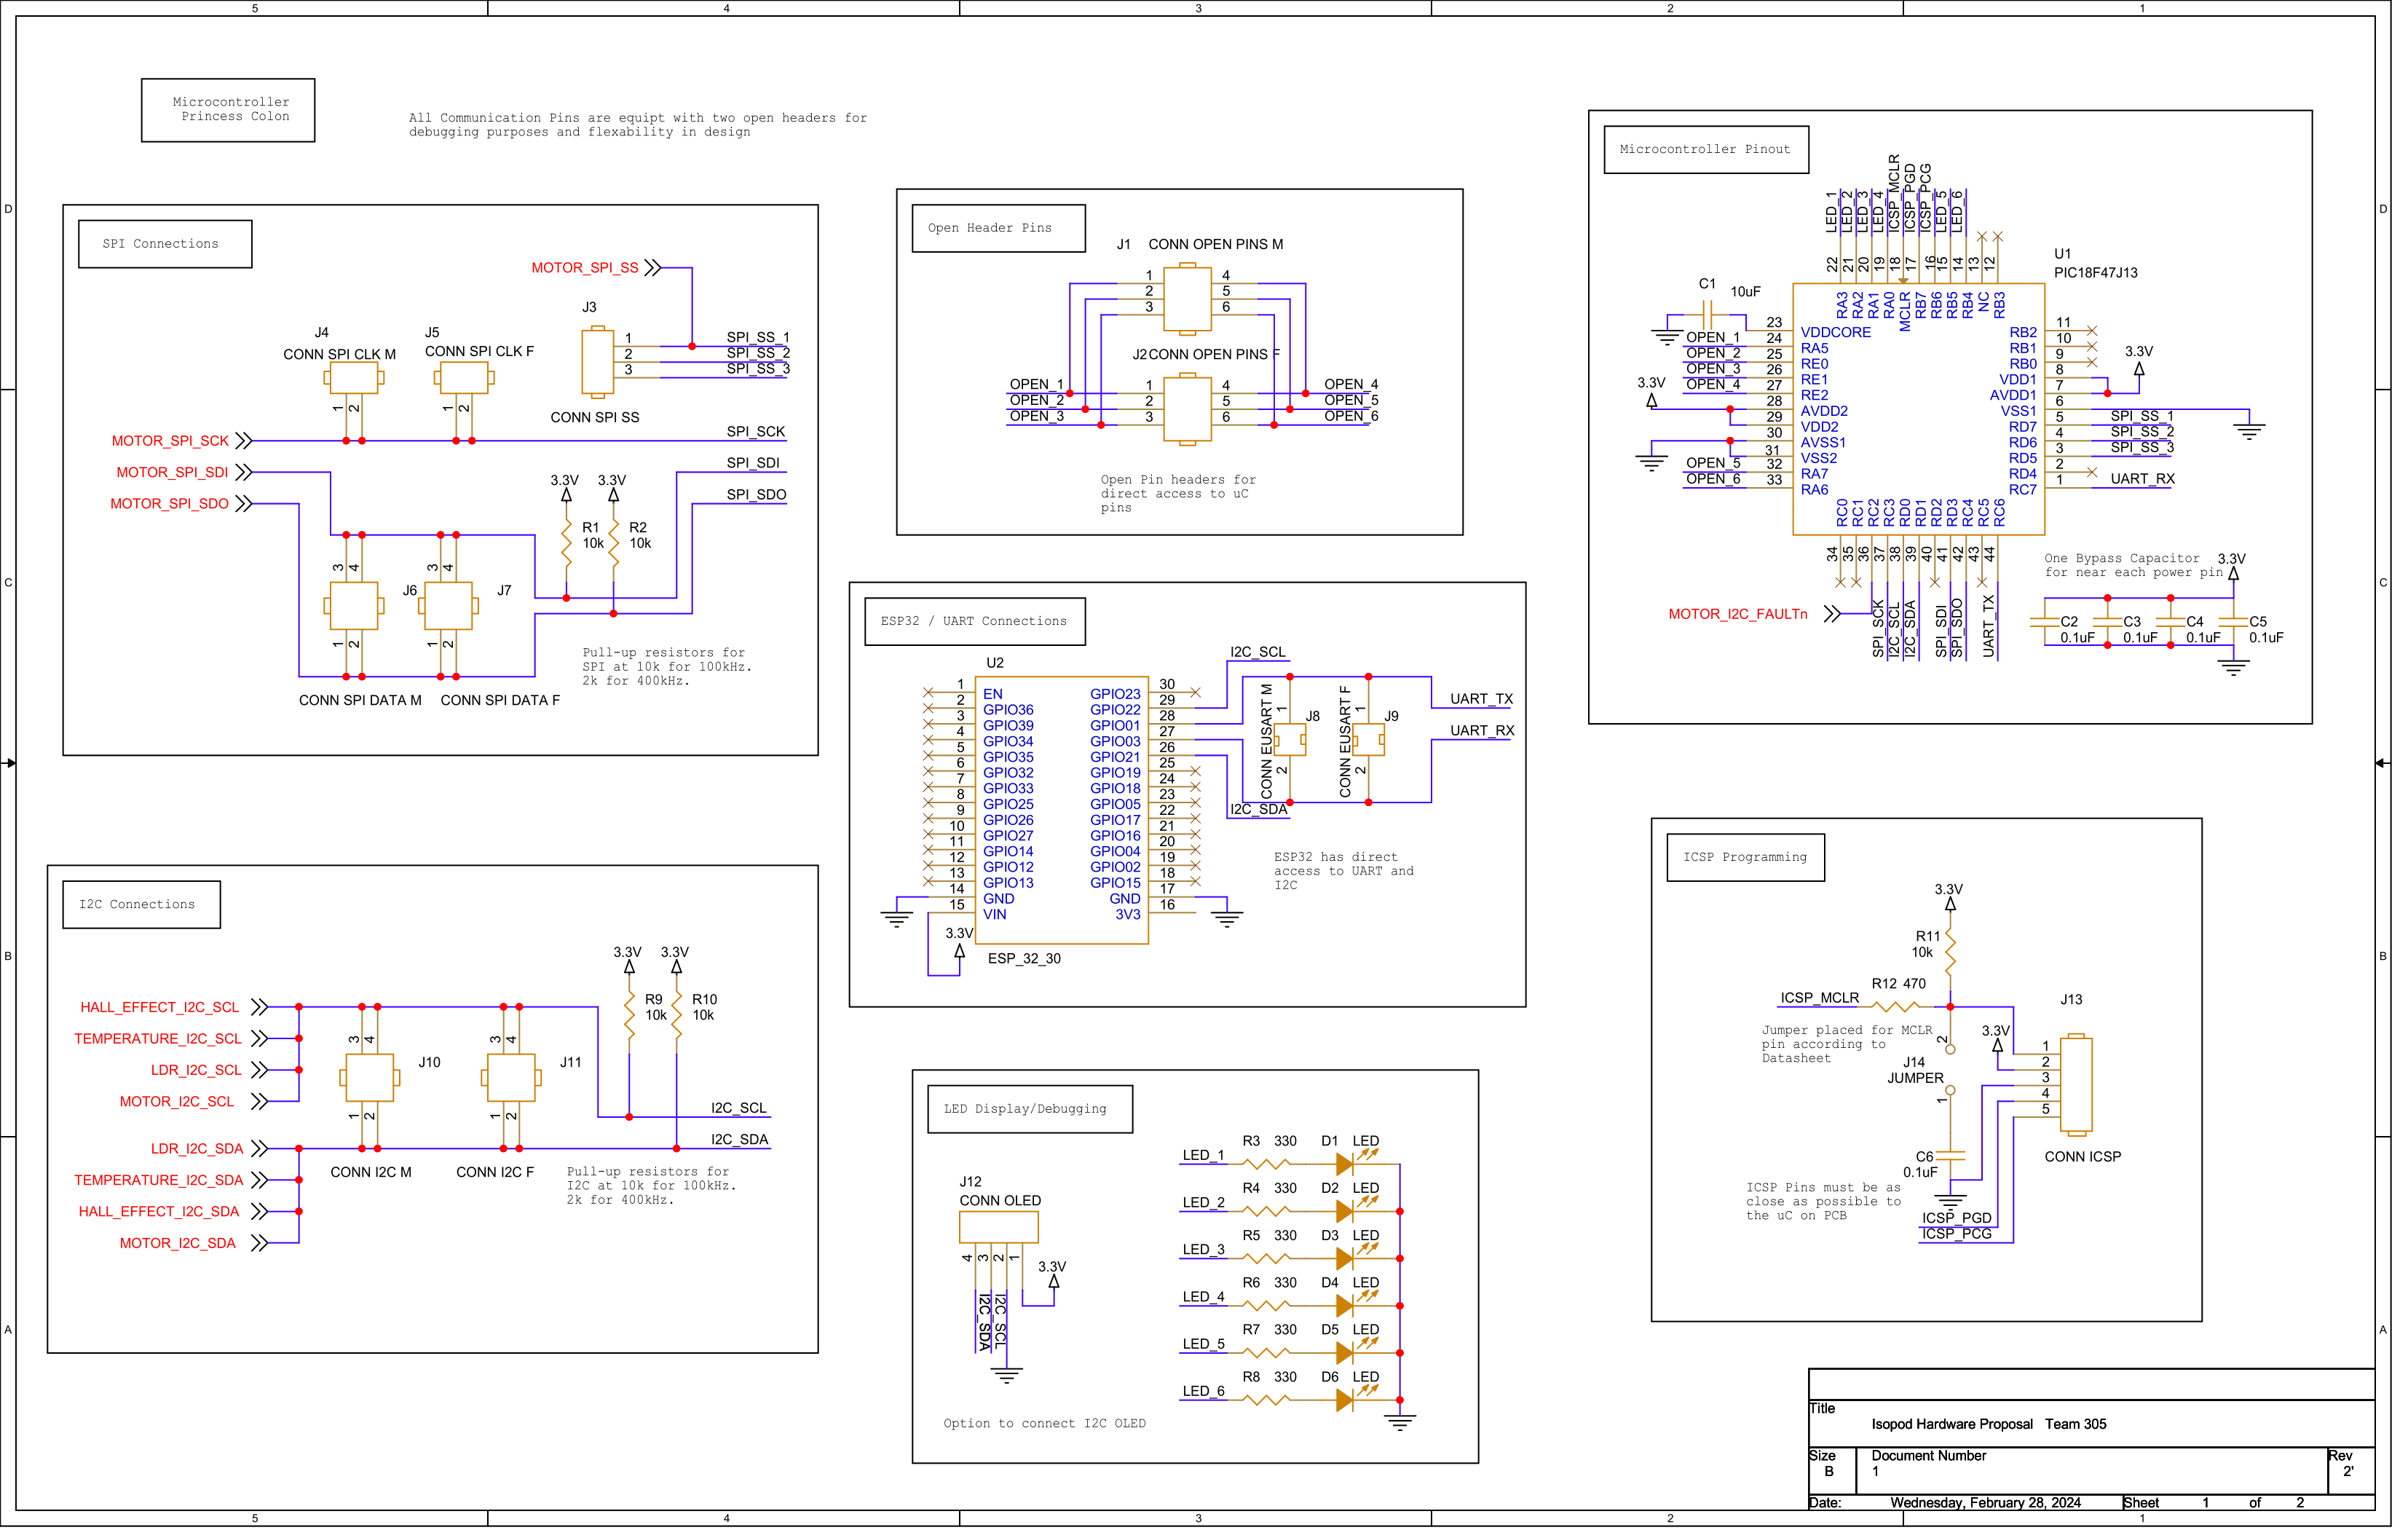 5 4 3 2 1
D
C
B
A
Microcontroller
Princess Colon
All Communication Pins are equipt with two open headers for
debugging purposes and flexability in design
SPI Connections
MOTOR_SPI_SS
J3
1 SPI_SS_1
2 SPI_SS_2
3 SPI_SS_3
CONN SPI SS
J4
CONN SPI CLK M
1 2
J5
CONN SPI CLK F
1 2
MOTOR_SPI_SCK
SPI_SCK
MOTOR_SPI_SDI
SPI_SDI
MOTOR_SPI_SDO
SPI_SDO
3.3V 3.3V
R1 R2
10k 10k
3 4 3 4
J6 J7
1 2 1 2
CONN SPI DATA M CONN SPI DATA F
Pull-up resistors for
SPI at 10k for 100kHz.
2k for 400kHz.
I2C Connections
HALL_EFFECT_I2C_SCL
TEMPERATURE_I2C_SCL
LDR_I2C_SCL
MOTOR_I2C_SCL
LDR_I2C_SDA
TEMPERATURE_I2C_SDA
HALL_EFFECT_I2C_SDA
MOTOR_I2C_SDA
3 4 3 4
J10 J11
1 2 1 2
CONN I2C M CONN I2C F
3.3V 3.3V
R9 R10
10k 10k
I2C_SCL
I2C_SDA
Pull-up resistors for
I2C at 10k for 100kHz.
2k for 400kHz.
Open Header Pins
J1 CONN OPEN PINS M
1 4
2 5
3 6
J2 CONN OPEN PINS F
OPEN_1 1 4 OPEN_4
OPEN_2 2 5 OPEN_5
OPEN_3 3 6 OPEN_6
Open Pin headers for
direct access to uC
pins
ESP32 / UART Connections
U2
1 EN GPIO23 30
2 GPIO36 GPIO22 29
3 GPIO39 GPIO01 28
4 GPIO34 GPIO03 27
5 GPIO35 GPIO21 26
6 GPIO32 GPIO19 25
7 GPIO33 GPIO18 24
8 GPIO25 GPIO05 23
9 GPIO26 GPIO17 22
10 GPIO27 GPIO16 21
11 GPIO14 GPIO04 20
12 GPIO12 GPIO02 19
13 GPIO13 GPIO15 18
14 GND GND 17
15 VIN 3V3 16
3.3V
ESP_32_30
I2C_SCL
I2C_SDA
CONN EUSART M
1 J8 2
CONN EUSART F
1 J9 2
UART_TX
UART_RX
ESP32 has direct
access to UART and
I2C
LED Display/Debugging
J12
CONN OLED
4 3 2 1
3.3V
I2C_SDA
I2C_SCL
Option to connect I2C OLED
LED_1 R3 330 D1 LED
LED_2 R4 330 D2 LED
LED_3 R5 330 D3 LED
LED_4 R6 330 D4 LED
LED_5 R7 330 D5 LED
LED_6 R8 330 D6 LED
Microcontroller Pinout
LED_1 LED_2 LED_3 LED_4 ICSP_MCLR ICSP_PGD ICSP_PCG LED_5 LED_6
22 21 20 19 18 17 16 15 14 13 12
RA3 RA2 RA1 RA0 MCLR RB7 RB6 RB5 RB4 NC RB3
U1
PIC18F47J13
C1 10uF
23 VDDCORE
OPEN_1 24 RA5
OPEN_2 25 RE0
OPEN_3 26 RE1
OPEN_4 27 RE2
3.3V
28 AVDD2
29 VDD2
30 AVSS1
31 VSS2
OPEN_5 32 RA7
OPEN_6 33 RA6
RB2 11
RB1 10
RB0 9
VDD1 8
AVDD1 7
3.3V
VSS1 6
RD7 5 SPI_SS_1
RD6 4 SPI_SS_2
RD5 3 SPI_SS_3
RD4 2
RC7 1 UART_RX
RC0 RC1 RC2 RC3 RD0 RD1 RD2 RD3 RC4 RC5 RC6
34 35 36 37 38 39 40 41 42 43 44
MOTOR_I2C_FAULTn
SPI_SCK I2C_SCL I2C_SDA SPI_SDI SPI_SDO UART_TX
One Bypass Capacitor
for near each power pin
3.3V
C2 C3 C4 C5
0.1uF 0.1uF 0.1uF 0.1uF
ICSP Programming
3.3V
R11
10k
ICSP_MCLR R12 470
Jumper placed for MCLR
pin according to
Datasheet
2
J14
JUMPER
1
C6
0.1uF
3.3V
J13
1
2
3
4
5
CONN ICSP
ICSP Pins must be as
close as possible to
the uC on PCB
ICSP_PGD
ICSP_PCG
Title
Isopod Hardware Proposal Team 305
Size Document Number Rev
B 1 2'
Date: Wednesday, February 28, 2024 Sheet 1 of 2
D
C
B
A
5 4 3 2 1